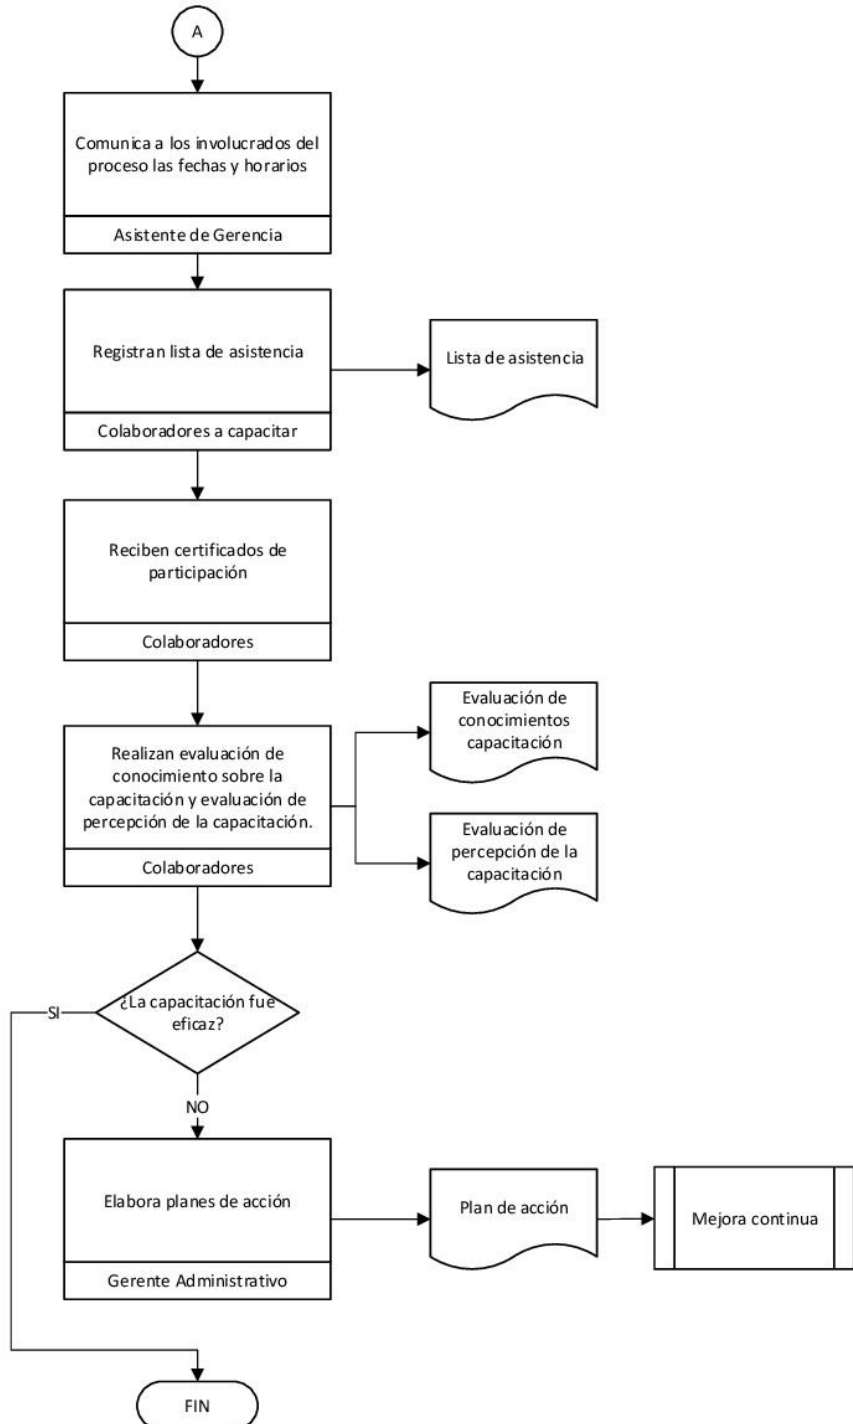 A
Comunica a los involucrados del
proceso las fechas y horarios
Asistente de Gerencia
Registran lista de asistencia
Colaboradores a capacitar
Lista de asistencia
Reciben certificados de
participación
Colaboradores
Realizan evaluación de
conocimiento sobre la
capacitación y evaluación de
percepción de la capacitación.
Colaboradores
Evaluación de
conocimientos
capacitación
Evaluación de
percepción de la
capacitación
¿La capacitación fue
eficaz?
SI
NO
Elabora planes de acción
Gerente Administrativo
Plan de acción
Mejora continua
FIN